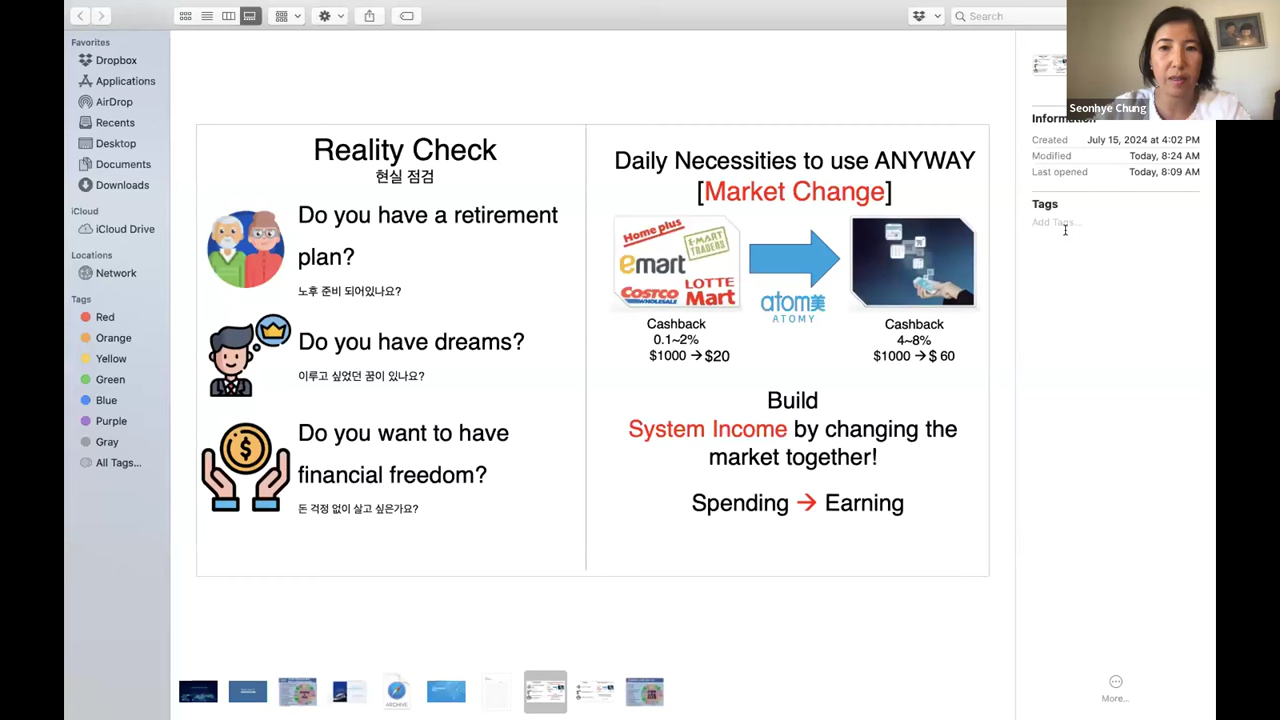 Search
Favorites
Dropbox
Applications
AirDrop
Recents
Desktop
Documents
Downloads
iCloud
iCloud Drive
Locations
Network
Tags
Red
Orange
Yellow
Green
Blue
Purple
Gray
All Tags...
Reality Check
현실 점검
Do you have a retirement
plan?
노후 준비 되어있나요?
Do you have dreams?
이루고 싶었던 꿈이 있나요?
Do you want to have
financial freedom?
돈 걱정 없이 살고 싶은가요?
Daily Necessities to use ANYWAY
[Market Change]
Home plus
E·MART
TRADERS
emart
LOTTE
Mart
COSTCO
WHOLESALE
atom美
ATOMY
Cashback
0.1~2%
$1000 → $20
Cashback
4~8%
$1000 → $ 60
Build
System Income by changing the
market together!
Spending → Earning
Seonhye Chung
Information
Created July 15, 2024 at 4:02 PM
Modified Today, 8:24 AM
Last opened Today, 8:09 AM
Tags
Add Tags...
ARCHIVE
More...